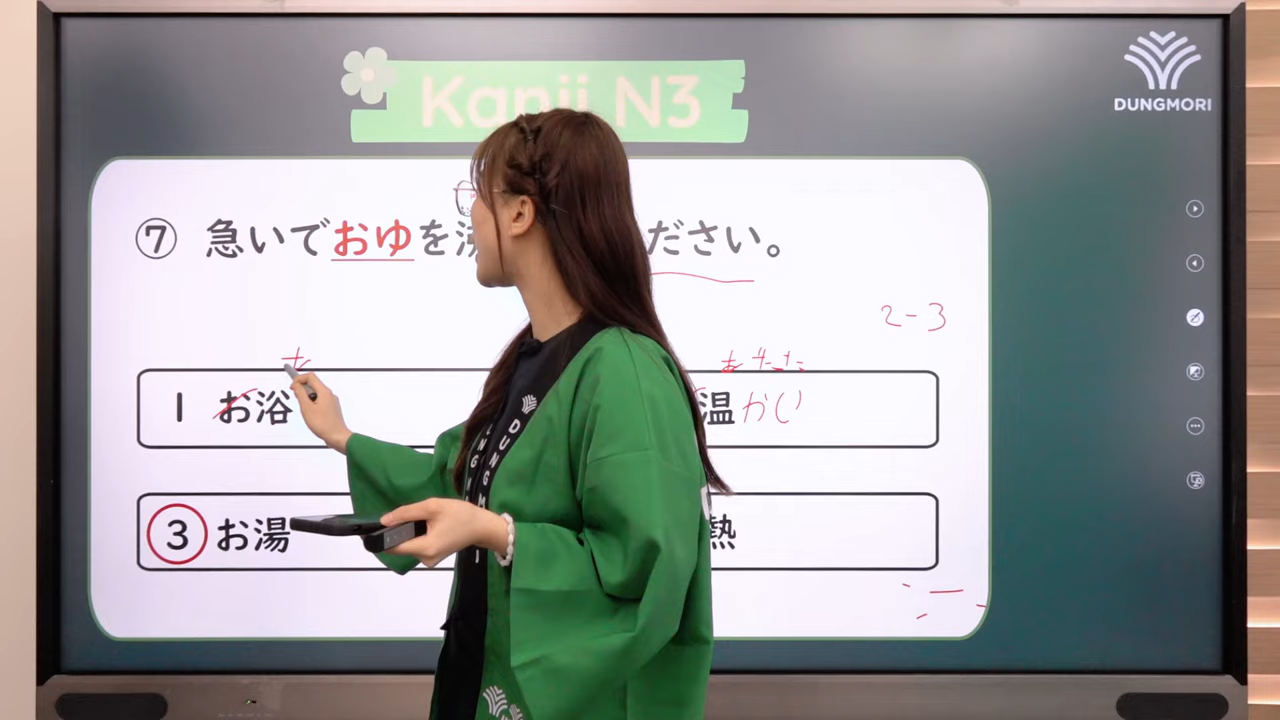 Kanji N3
DUNGMORI
⑦ 急いでおゆを ださい。
2-3
あたた
1 お浴
温かい
③ お湯
熱
DUNGM